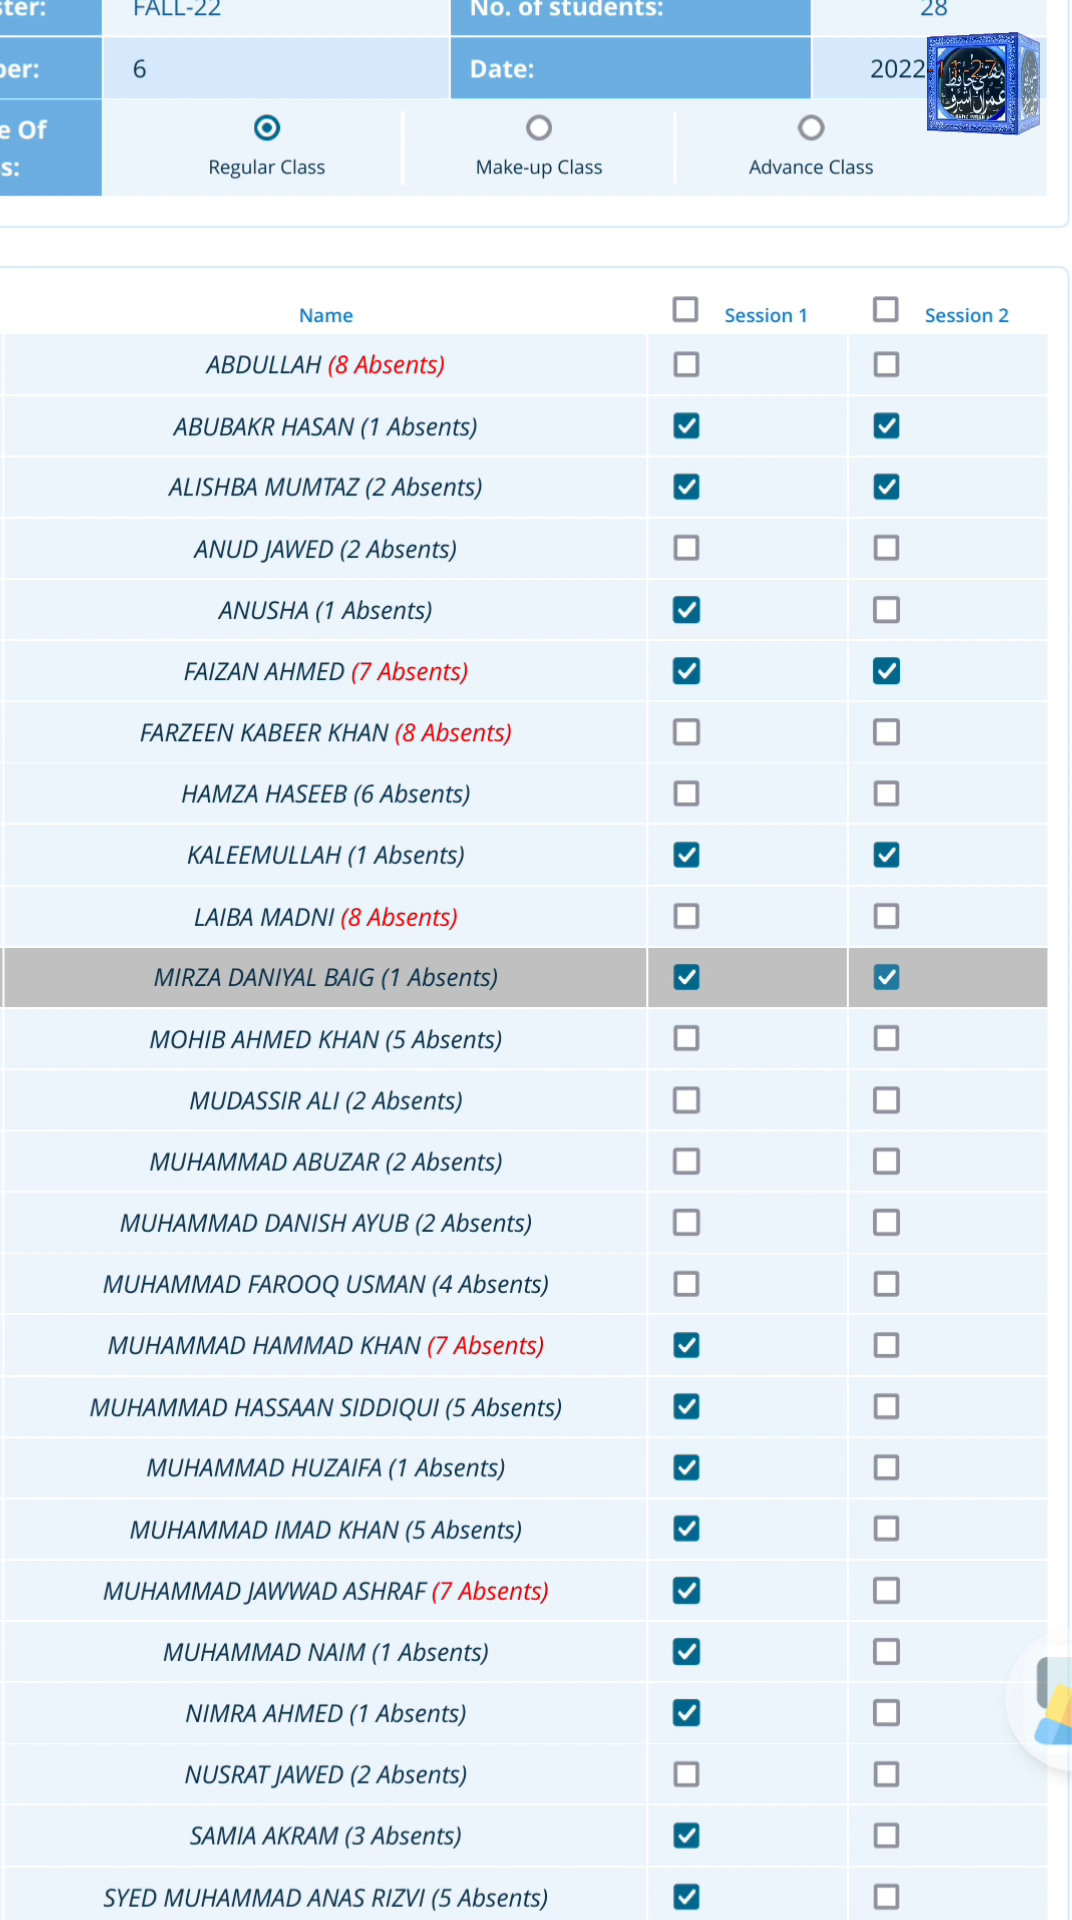 ster: FALL-22 No. of students: 28
ber: 6 Date: 2022-11-27
e Of
s:
Regular Class Make-up Class Advance Class
Name Session 1 Session 2
ABDULLAH (8 Absents)
ABUBAKR HASAN (1 Absents)
ALISHBA MUMTAZ (2 Absents)
ANUD JAWED (2 Absents)
ANUSHA (1 Absents)
FAIZAN AHMED (7 Absents)
FARZEEN KABEER KHAN (8 Absents)
HAMZA HASEEB (6 Absents)
KALEEMULLAH (1 Absents)
LAIBA MADNI (8 Absents)
MIRZA DANIYAL BAIG (1 Absents)
MOHIB AHMED KHAN (5 Absents)
MUDASSIR ALI (2 Absents)
MUHAMMAD ABUZAR (2 Absents)
MUHAMMAD DANISH AYUB (2 Absents)
MUHAMMAD FAROOQ USMAN (4 Absents)
MUHAMMAD HAMMAD KHAN (7 Absents)
MUHAMMAD HASSAAN SIDDIQUI (5 Absents)
MUHAMMAD HUZAIFA (1 Absents)
MUHAMMAD IMAD KHAN (5 Absents)
MUHAMMAD JAWWAD ASHRAF (7 Absents)
MUHAMMAD NAIM (1 Absents)
NIMRA AHMED (1 Absents)
NUSRAT JAWED (2 Absents)
SAMIA AKRAM (3 Absents)
SYED MUHAMMAD ANAS RIZVI (5 Absents)